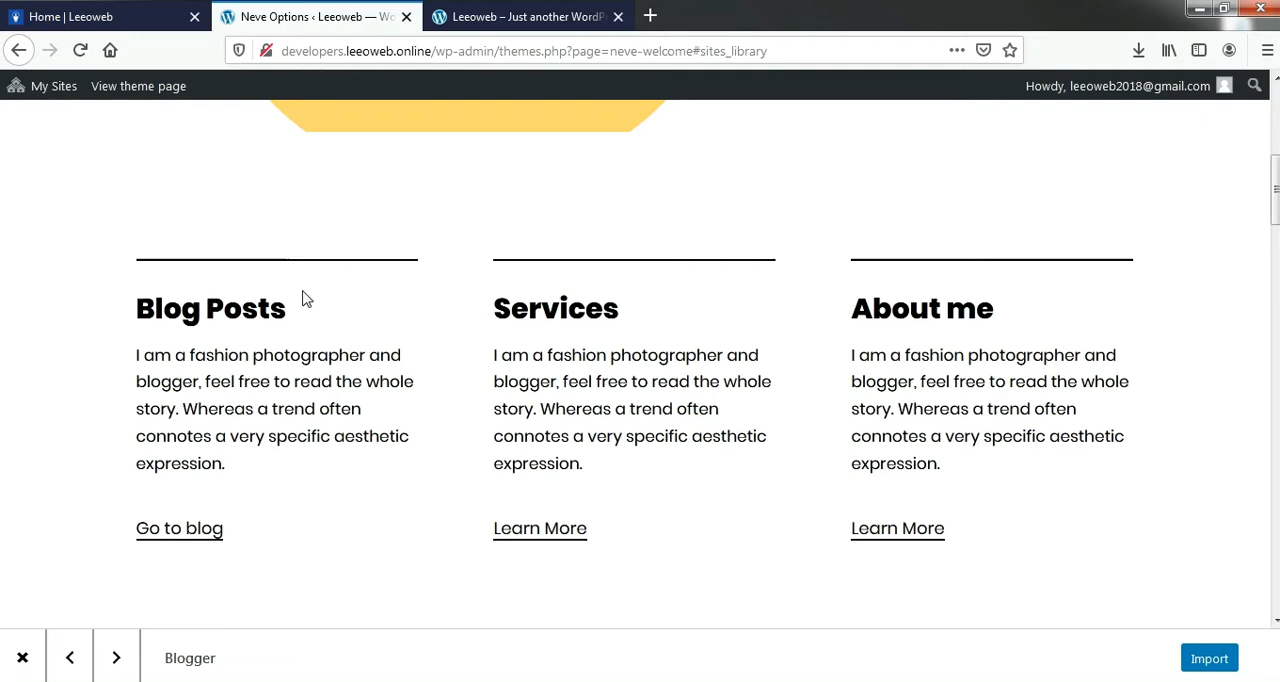 Home | Leeoweb
Neve Options ‹ Leeoweb — Wo
Leeoweb – Just another WordP
developers.leeoweb.online/wp-admin/themes.php?page=neve-welcome#sites_library
My Sites View theme page
Howdy, leeoweb2018@gmail.com
Blog Posts
I am a fashion photographer and
blogger, feel free to read the whole
story. Whereas a trend often
connotes a very specific aesthetic
expression.
Go to blog
Services
I am a fashion photographer and
blogger, feel free to read the whole
story. Whereas a trend often
connotes a very specific aesthetic
expression.
Learn More
About me
I am a fashion photographer and
blogger, feel free to read the whole
story. Whereas a trend often
connotes a very specific aesthetic
expression.
Learn More
Blogger
Import